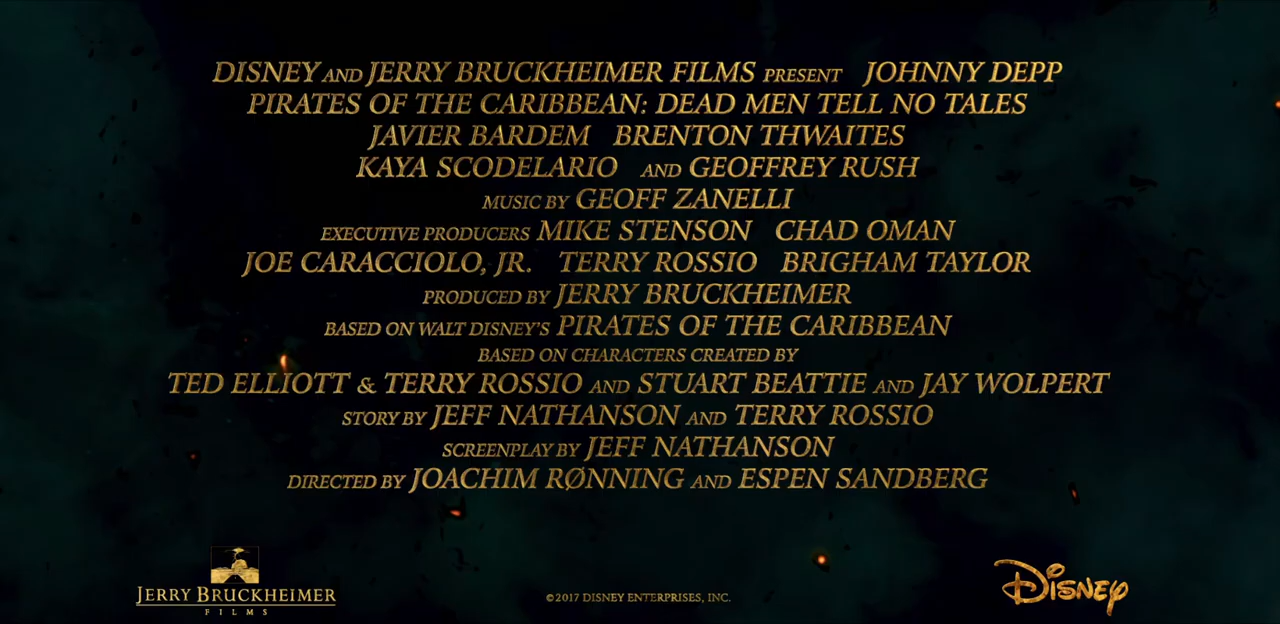 DISNEY AND JERRY BRUCKHEIMER FILMS PRESENT JOHNNY DEPP
PIRATES OF THE CARIBBEAN: DEAD MEN TELL NO TALES
JAVIER BARDEM BRENTON THWAITES
KAYA SCODELARIO AND GEOFFREY RUSH
MUSIC BY GEOFF ZANELLI
EXECUTIVE PRODUCERS MIKE STENSON CHAD OMAN
JOE CARACCIOLO, JR. TERRY ROSSIO BRIGHAM TAYLOR
PRODUCED BY JERRY BRUCKHEIMER
BASED ON WALT DISNEY'S PIRATES OF THE CARIBBEAN
BASED ON CHARACTERS CREATED BY
TED ELLIOTT & TERRY ROSSIO AND STUART BEATTIE AND JAY WOLPERT
STORY BY JEFF NATHANSON AND TERRY ROSSIO
SCREENPLAY BY JEFF NATHANSON
DIRECTED BY JOACHIM RØNNING AND ESPEN SANDBERG
JERRY BRUCKHEIMER
FILMS
©2017 DISNEY ENTERPRISES, INC.
DISNEY